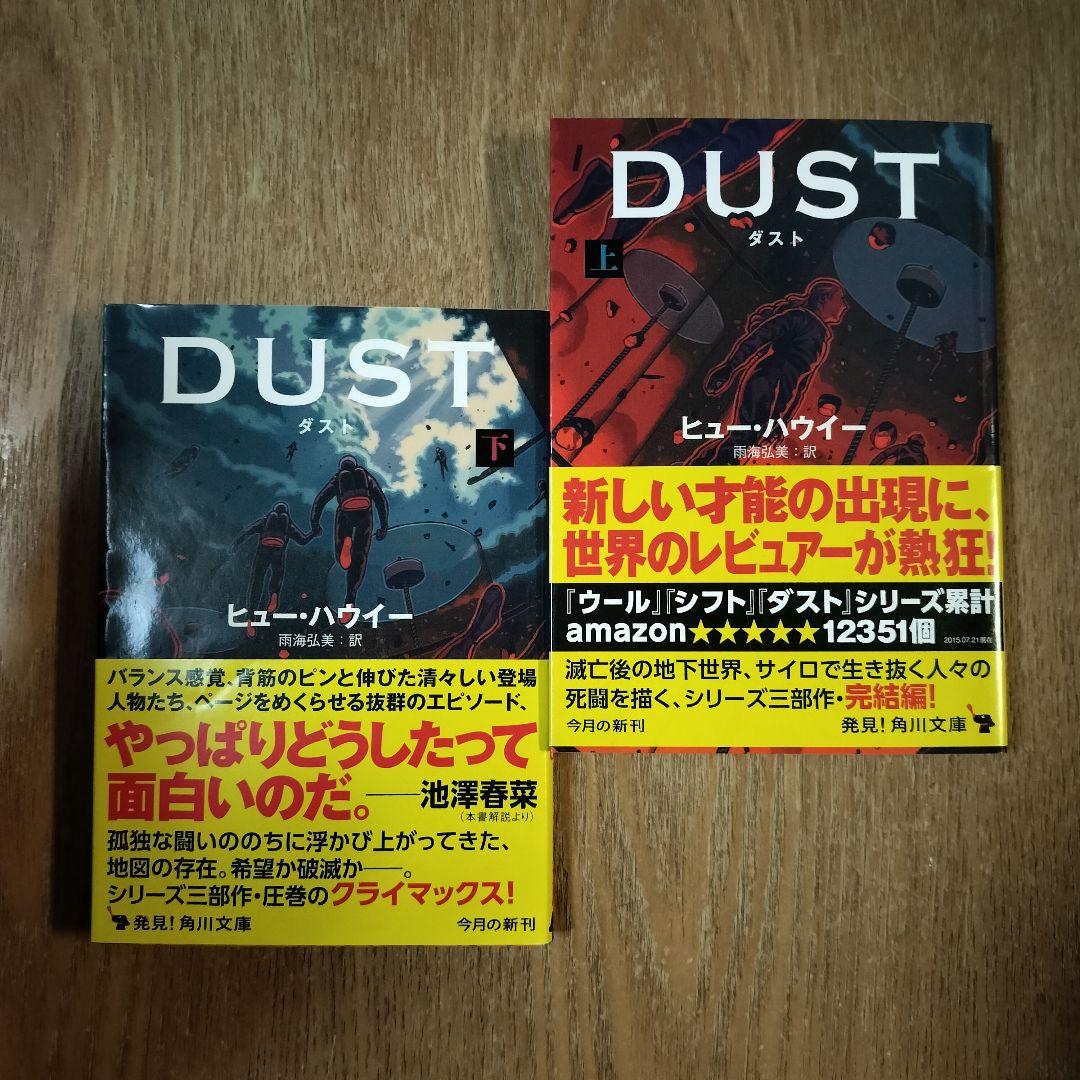 DUST
ダスト
下
ヒュー・ハウイー
雨海弘美：訳
バランス感覚、背筋のピンと伸びた清々しい登場
人物たち、ページをめくらせる抜群のエピソード、
やっぱりどうしたって
面白いのだ。——池澤春菜
（本書解説より）
孤独な闘いののちに浮かび上がってきた、
地図の存在。希望か破滅か——。
シリーズ三部作・圧巻のクライマックス！
発見！角川文庫
今月の新刊
DUST
ダスト
上
ヒュー・ハウイー
雨海弘美：訳
新しい才能の出現に、
世界のレビュアーが熱狂！
『ウール』『シフト』『ダスト』シリーズ累計
amazon★★★★★12351個
2015.07.21現在
滅亡後の地下世界、サイロで生き抜く人々の
死闘を描く、シリーズ三部作・完結編！
今月の新刊
発見！角川文庫